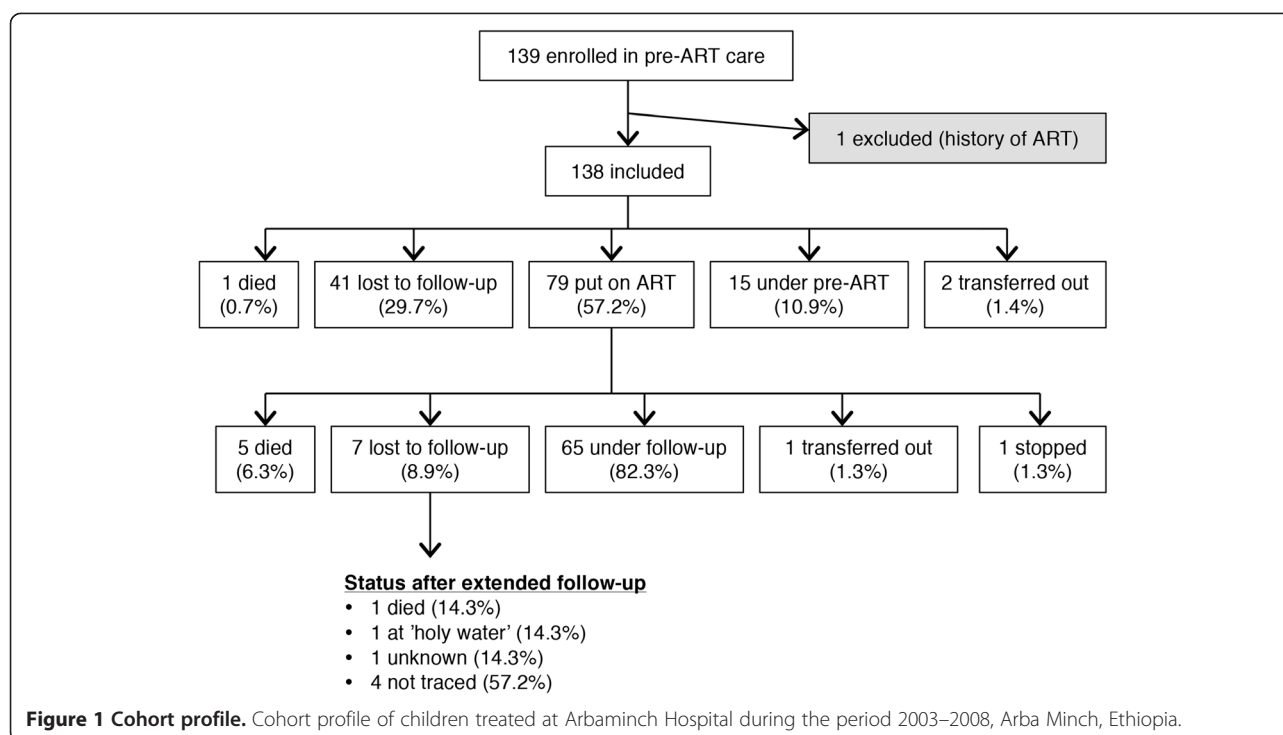 139 enrolled in pre-ART care
1 excluded (history of ART)
138 included
1 died
(0.7%)
41 lost to follow-up
(29.7%)
79 put on ART
(57.2%)
15 under pre-ART
(10.9%)
2 transferred out
(1.4%)
5 died
(6.3%)
7 lost to follow-up
(8.9%)
65 under follow-up
(82.3%)
1 transferred out
(1.3%)
1 stopped
(1.3%)
Status after extended follow-up
• 1 died (14.3%)
• 1 at 'holy water' (14.3%)
• 1 unknown (14.3%)
• 4 not traced (57.2%)
Figure 1 Cohort profile. Cohort profile of children treated at Arbaminch Hospital during the period 2003–2008, Arba Minch, Ethiopia.